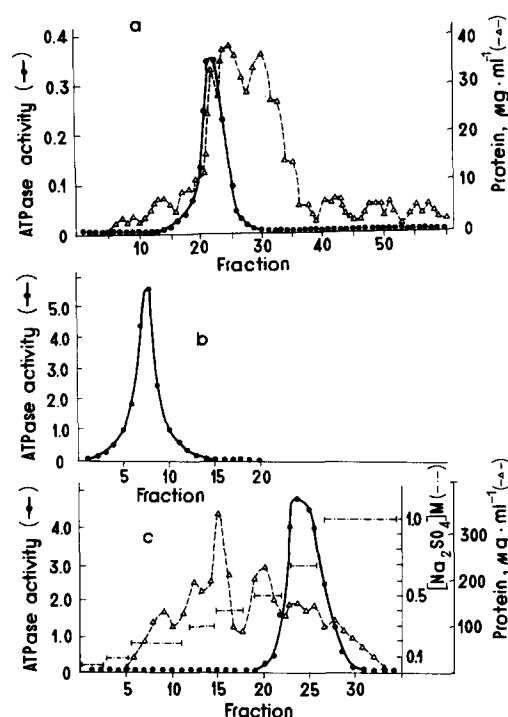 a
ATPase activity (-●-)
0.4
0.3
0.2
0.1
0
Protein, µg·ml⁻¹ (-△-)
40
30
20
10
0
10 20 30 40 50
Fraction
b
ATPase activity (-●-)
5.0
4.0
3.0
2.0
1.0
0
5 10 15 20
Fraction
c
ATPase activity (-●-)
4.0
3.0
2.0
1.0
0
[Na₂SO₄]M (-·-)
1.0
0.5
0.1
Protein, µg·ml⁻¹ (-△-)
300
200
100
5 10 15 20 25 30
Fraction